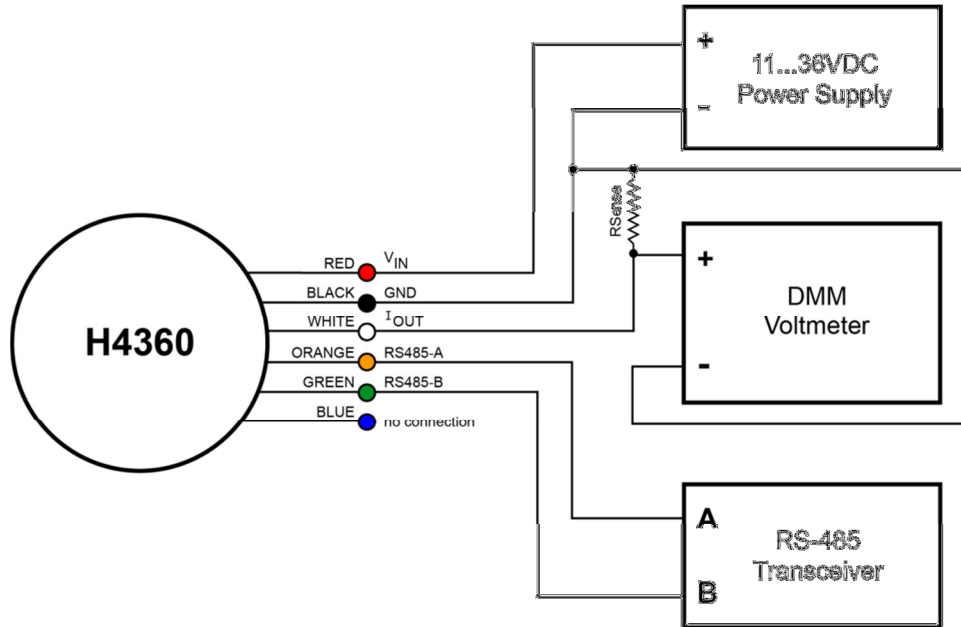 +
11...36VDC
Power Supply
-
RSense
H4360
RED VIN
BLACK GND
WHITE IOUT
ORANGE RS485-A
GREEN RS485-B
BLUE no connection
+
DMM
Voltmeter
-
A
RS-485
Transceiver
B